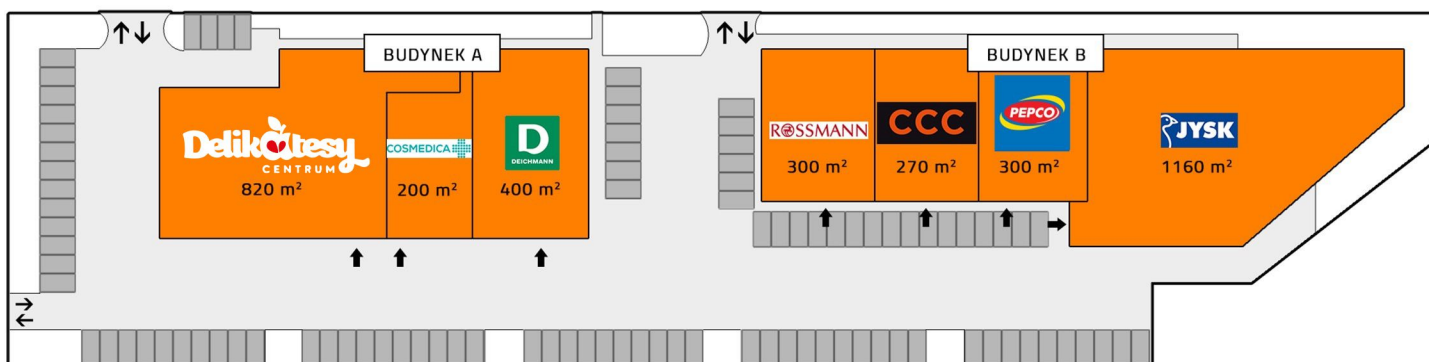 BUDYNEK A
Delikatesy
CENTRUM
820 m²
COSMEDICA
200 m²
D
DEICHMANN
400 m²
BUDYNEK B
ROSSMANN
300 m²
CCC
270 m²
PEPCO
300 m²
JYSK
1160 m²